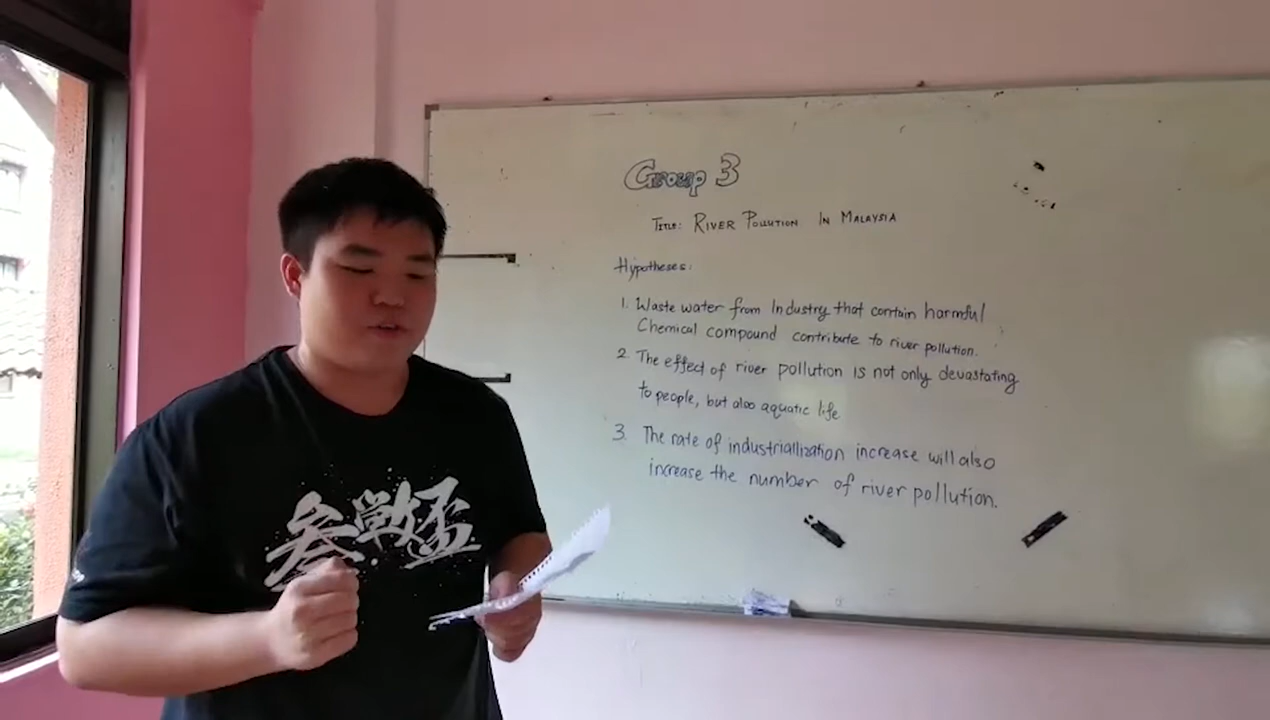 Group 3
TITLE: RIVER POLLUTION IN MALAYSIA
Hypotheses:
1. Waste water from Industry that contain harmful
Chemical compound contribute to river pollution.
2. The effect of river pollution is not only devastating
to people, but also aquatic life
3. The rate of industriallization increase will also
increase the number of river pollution.